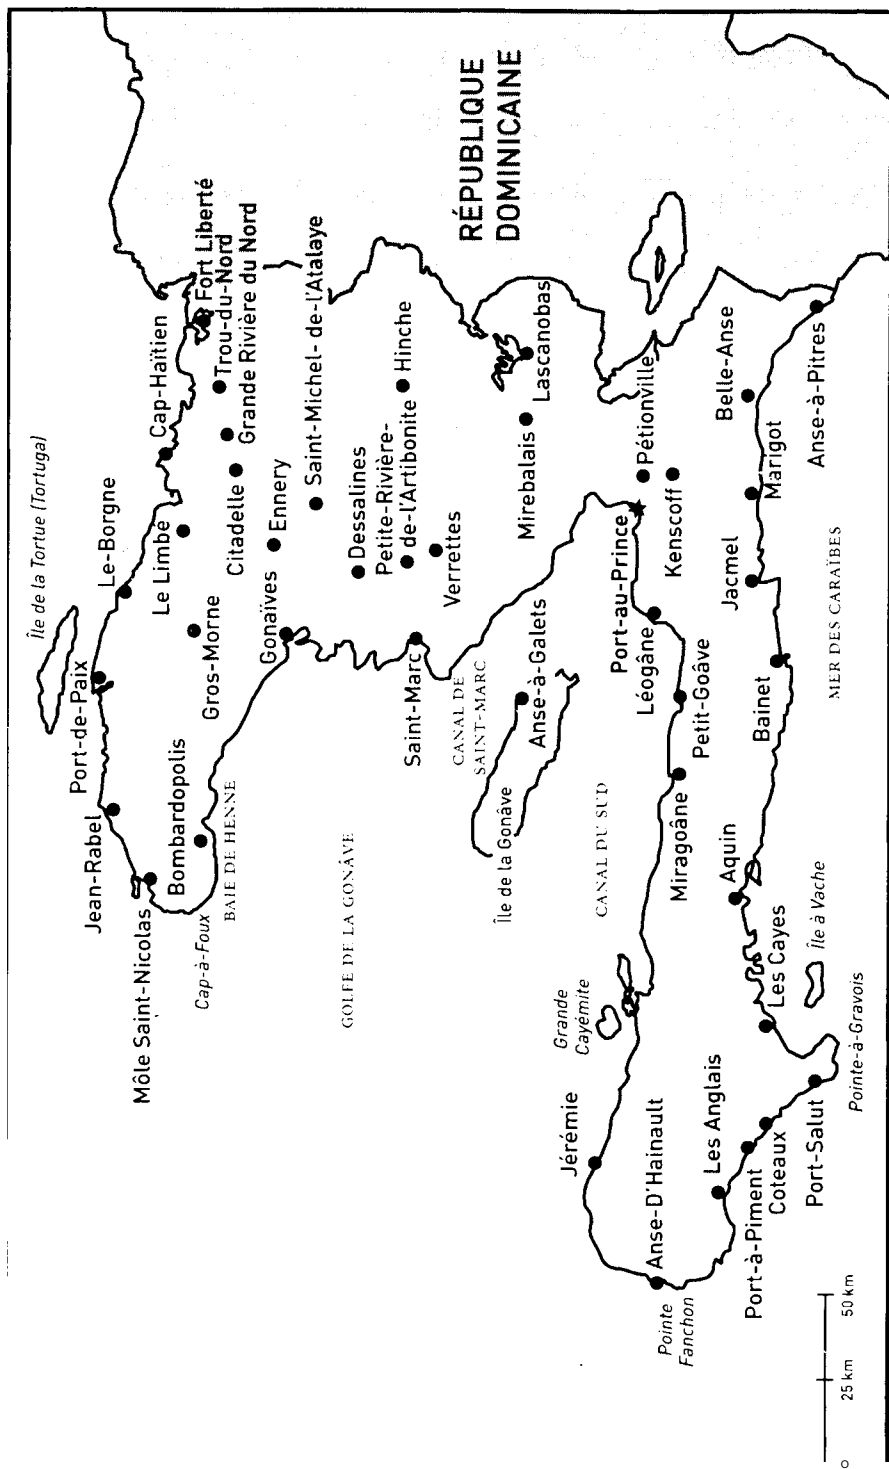 Île de la Tortue (Tortuga)
Port-de-Paix
Le-Borgne
Jean-Rabel
Cap-Haïtien
Môle Saint-Nicolas
Le Limbé
Fort Liberté
Trou-du-Nord
Grande Rivière du Nord
Bombardopolis
Gros-Morne
Citadelle
Cap-à-Foux
BAIE DE HENNE
Gonaïves
Ennery
Saint-Michel- de-l'Atalaye
GOLFE DE LA GONÂVE
Dessalines
Petite-Rivière-
de-l'Artibonite
Hinche
Verrettes
Saint-Marc
CANAL DE
SAINT-MARC
RÉPUBLIQUE
DOMINICAINE
Île de la Gonâve
Anse-à-Galets
Mirebalais
Lascanobas
CANAL DU SUD
Grande
Cayémite
Jérémie
Port-au-Prince
Pétionville
Léogâne
Kenscoff
Anse-D'Hainault
Pointe
Fanchon
Miragoâne
Petit-Goâve
Les Anglais
Aquin
Jacmel
Marigot
Belle-Anse
Port-à-Piment
Coteaux
Les Cayes
Bainet
Port-Salut
Île à Vache
Anse-à-Pitres
Pointe-à-Gravois
MER DES CARAÏBES
0
25 km
50 km